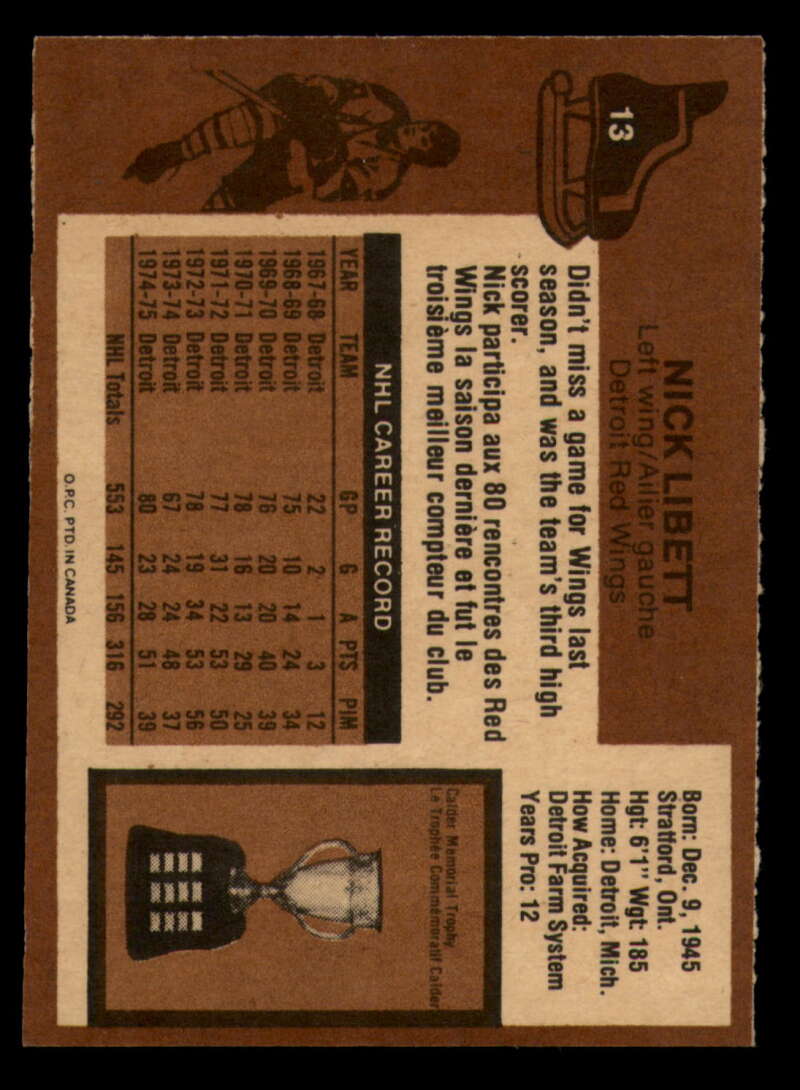 13
NICK LIBETT
Left wing/Ailier gauche
Detroit Red Wings
Didn't miss a game for Wings last
season, and was the team's third high
scorer.
Nick participa aux 80 rencontres des Red
Wings la saison dernière et fut le
troisième meilleur compteur du club.
NHL CAREER RECORD
YEAR TEAM GP G A PTS PIM
1967-68 Detroit 22 2 1 3 12
1968-69 Detroit 75 10 14 24 34
1969-70 Detroit 76 20 20 40 39
1970-71 Detroit 78 16 13 29 25
1971-72 Detroit 77 31 22 53 50
1972-73 Detroit 78 19 34 53 56
1973-74 Detroit 67 24 24 48 37
1974-75 Detroit 80 23 28 51 39
NHL Totals 553 145 156 316 292
O.P.C. PTD. IN CANADA
Born: Dec. 9, 1945
Stratford, Ont.
Hgt: 6'1" Wgt: 185
Home: Detroit, Mich.
How Acquired:
Detroit Farm System
Years Pro: 12
Calder Memorial Trophy
Le Trophée Commémoratif Calder